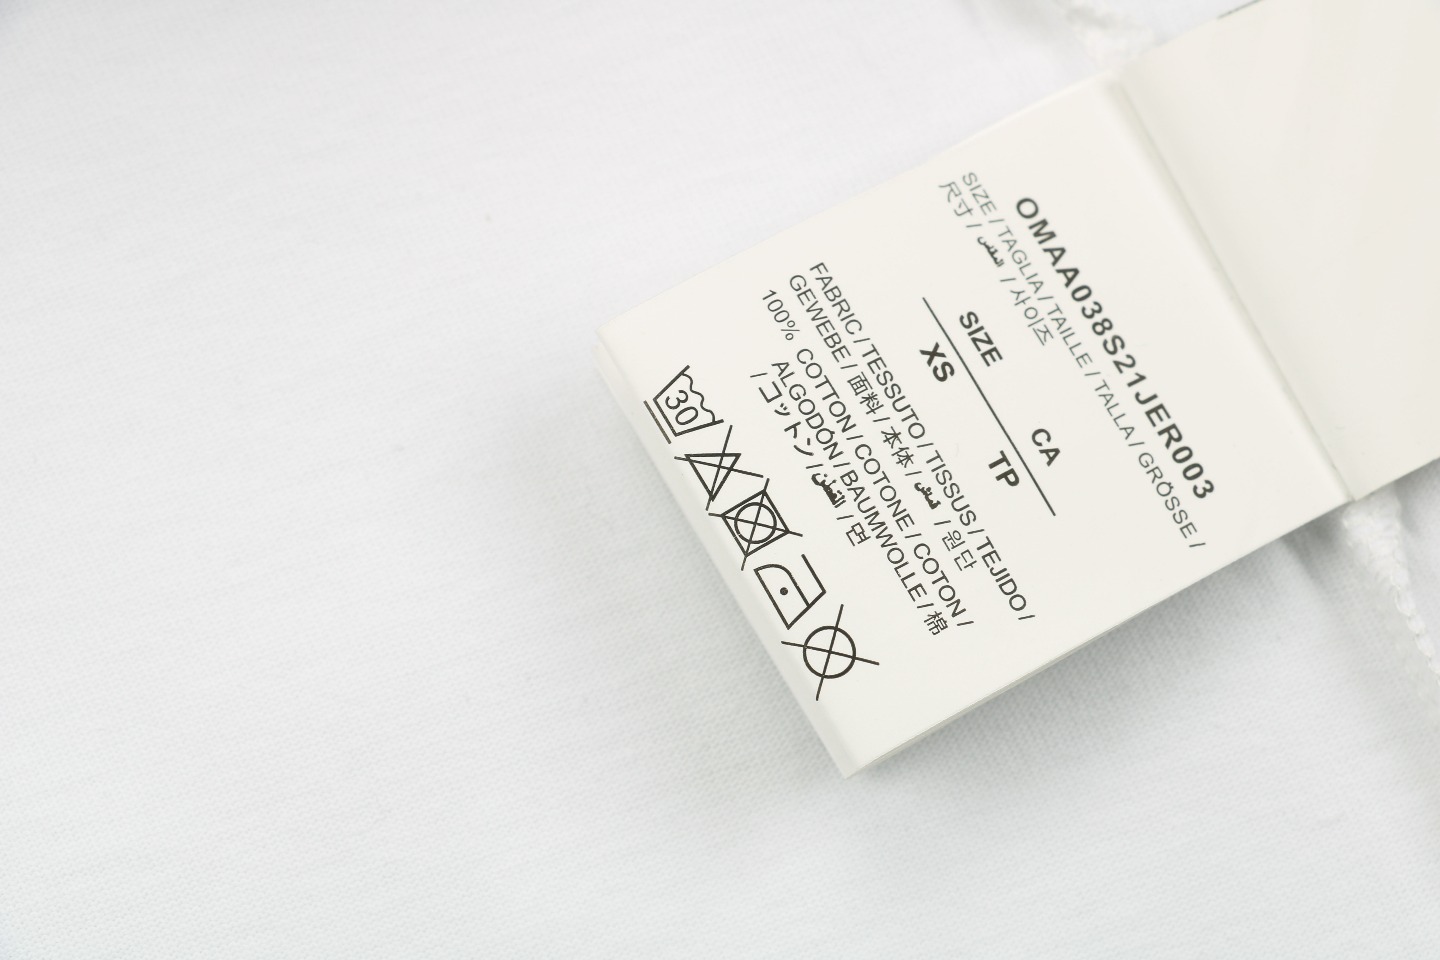 OMAA038S21JER003
SIZE / TAGLIA / TAILLE / TALLA / GRÖSSE /
尺寸 / المقاس / 사이즈
SIZE CA
XS TP
FABRIC / TESSUTO / TISSUS / TEJIDO /
GEWEBE / 面料 / 本体 / قماش / 원단
100% COTTON / COTONE / COTON /
ALGODÓN / BAUMWOLLE / 棉
/ コットン / القطن / 면
30